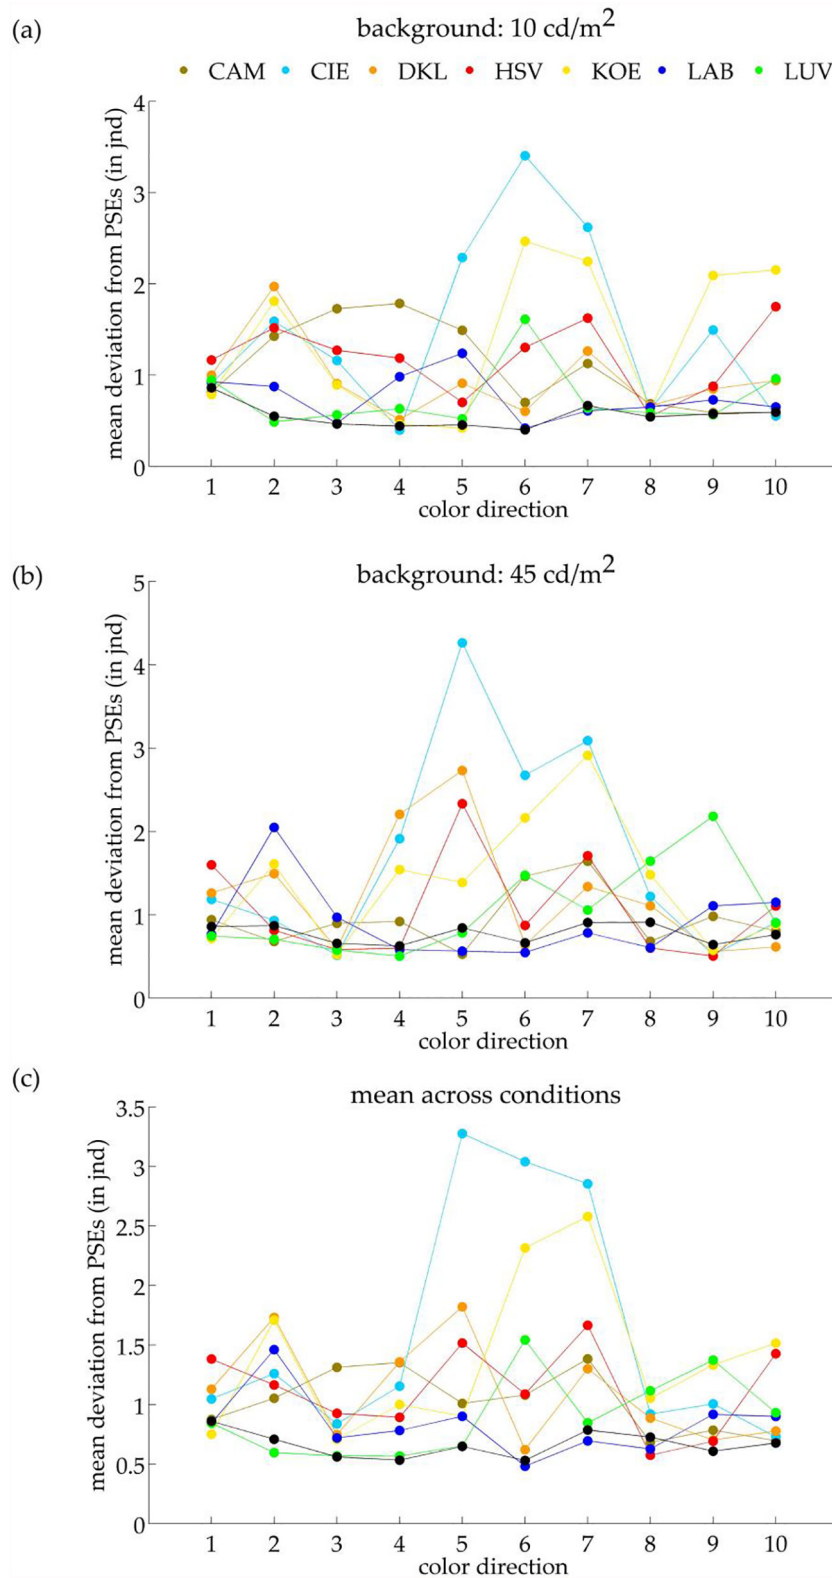 (a)
background: 10 cd/m2
CAM CIE DKL HSV KOE LAB LUV
mean deviation from PSEs (in jnd)
4
3
2
1
0
1 2 3 4 5 6 7 8 9 10
color direction
(b)
background: 45 cd/m2
mean deviation from PSEs (in jnd)
5
4
3
2
1
0
1 2 3 4 5 6 7 8 9 10
color direction
(c)
mean across conditions
mean deviation from PSEs (in jnd)
3.5
3
2.5
2
1.5
1
0.5
0
1 2 3 4 5 6 7 8 9 10
color direction